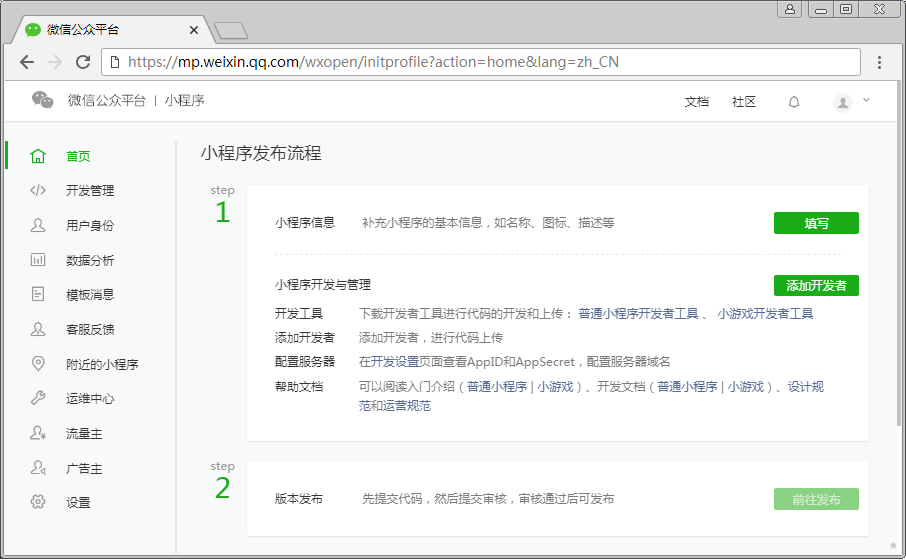 微信公众平台
https://mp.weixin.qq.com/wxopen/initprofile?action=home&lang=zh_CN
微信公众平台 | 小程序
文档
社区
首页
开发管理
用户身份
数据分析
模板消息
客服反馈
附近的小程序
运维中心
流量主
广告主
设置
小程序发布流程
step
1
小程序信息 补充小程序的基本信息，如名称、图标、描述等 填写
小程序开发与管理 添加开发者
开发工具 下载开发者工具进行代码的开发和上传： 普通小程序开发者工具 、 小游戏开发者工具
添加开发者 添加开发者，进行代码上传
配置服务器 在开发设置页面查看AppID和AppSecret，配置服务器域名
帮助文档 可以阅读入门介绍（普通小程序 | 小游戏）、开发文档（普通小程序 | 小游戏）、设计规
范和运营规范
step
2
版本发布 先提交代码，然后提交审核，审核通过后可发布 前往发布